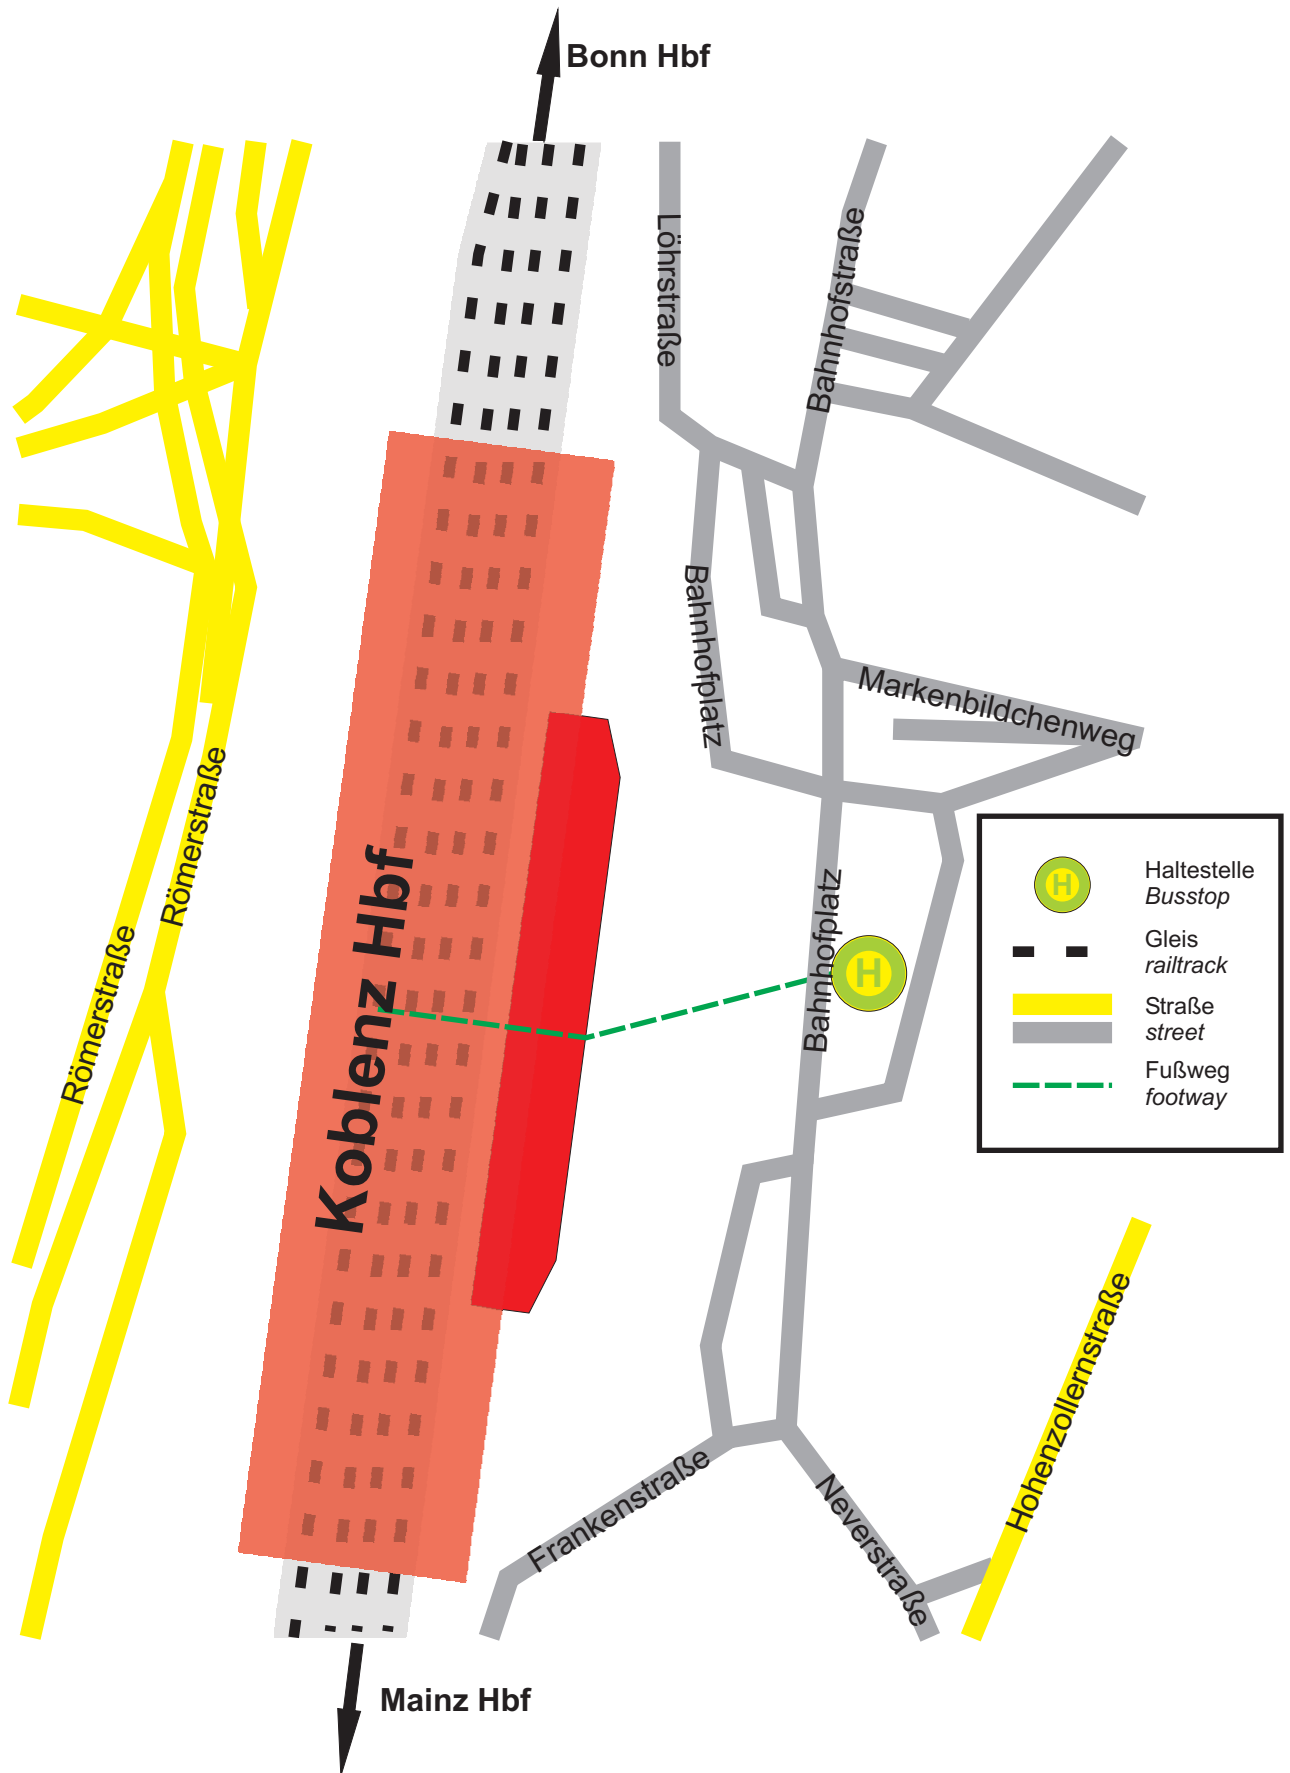 Bonn Hbf
Löhrstraße
Bahnhofstraße
Bahnhofplatz
Markenbildchenweg
Römerstraße
Römerstraße
Koblenz Hbf
Bahnhofplatz
H
H
Haltestelle
Busstop
Gleis
railtrack
Straße
street
Fußweg
footway
Hohenzollernstraße
Frankenstraße
Neverstraße
Mainz Hbf